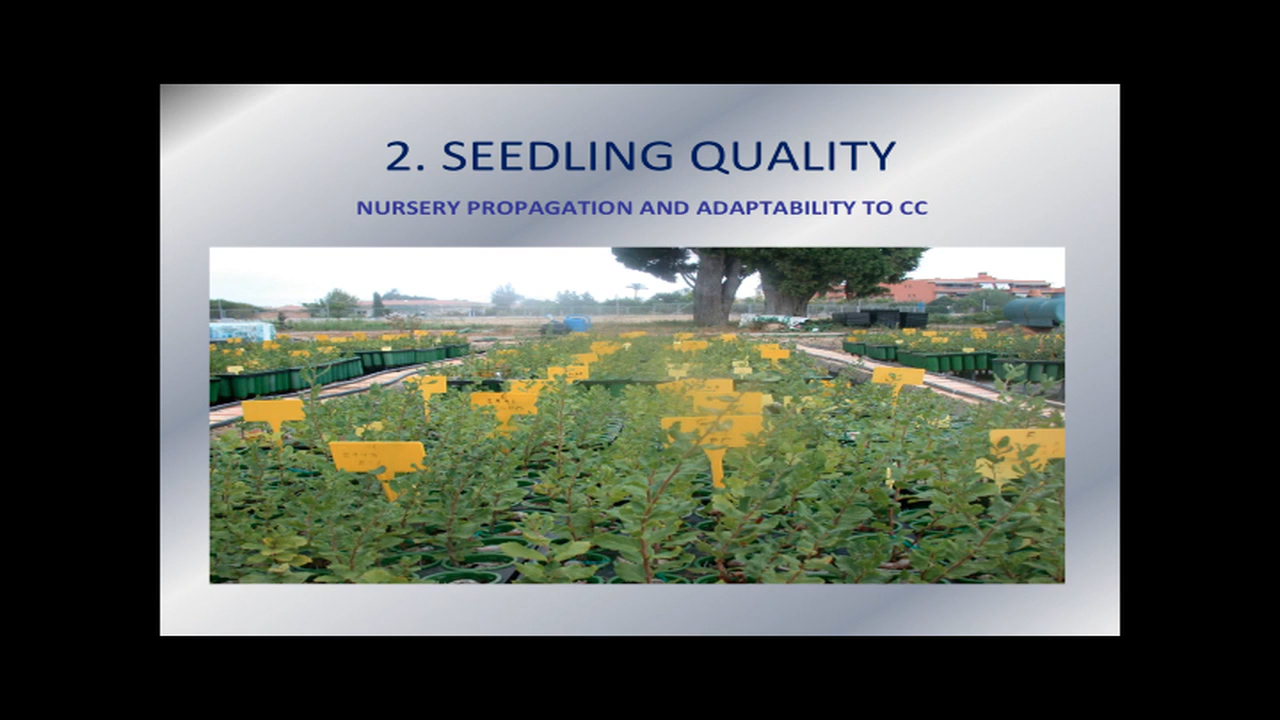 2. SEEDLING QUALITY
NURSERY PROPAGATION AND ADAPTABILITY TO CC